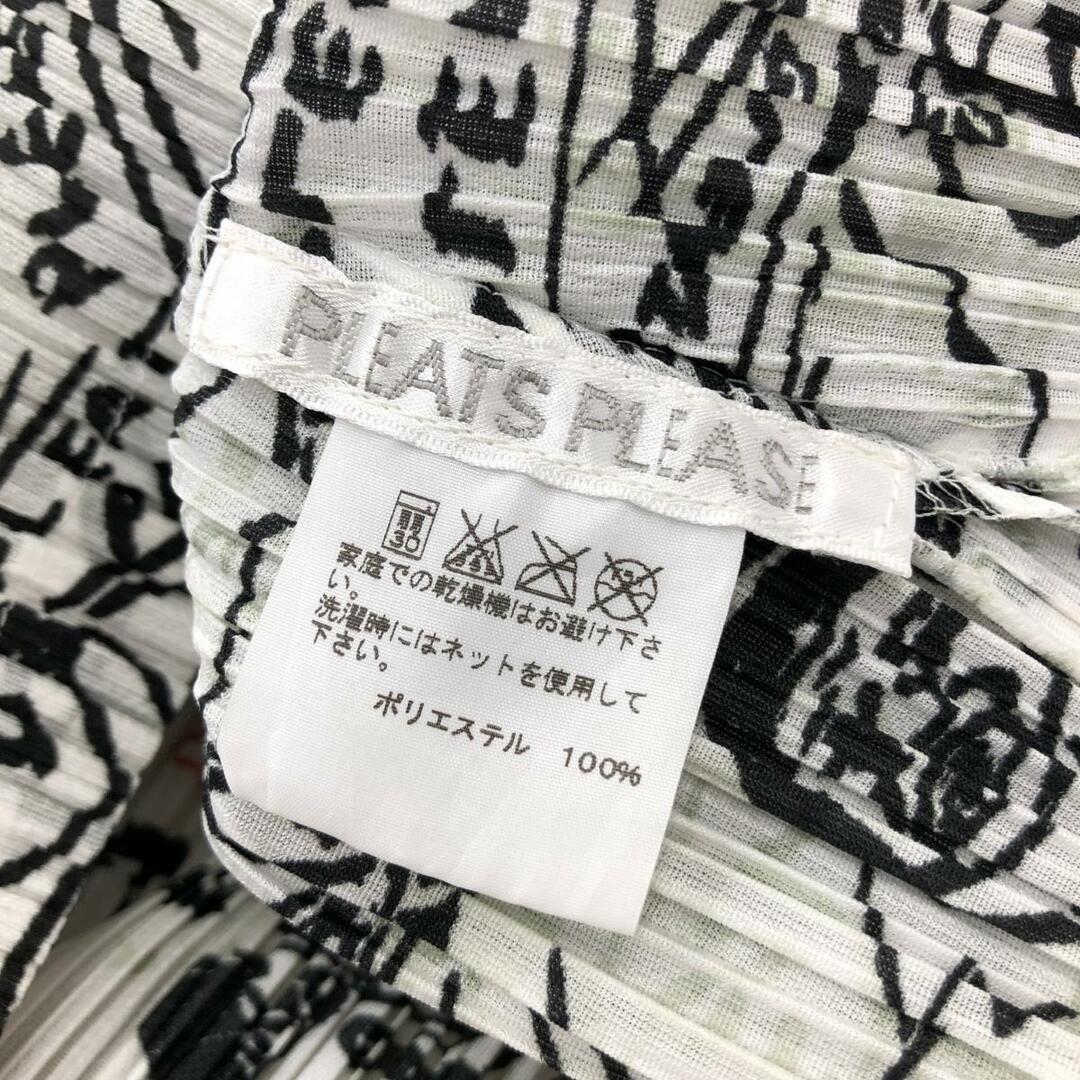 PLEATS PLEASE
弱
30
家庭での乾燥機はお避け下さ
い。
洗濯時にはネットを使用して
下さい。
ポリエステル 100%